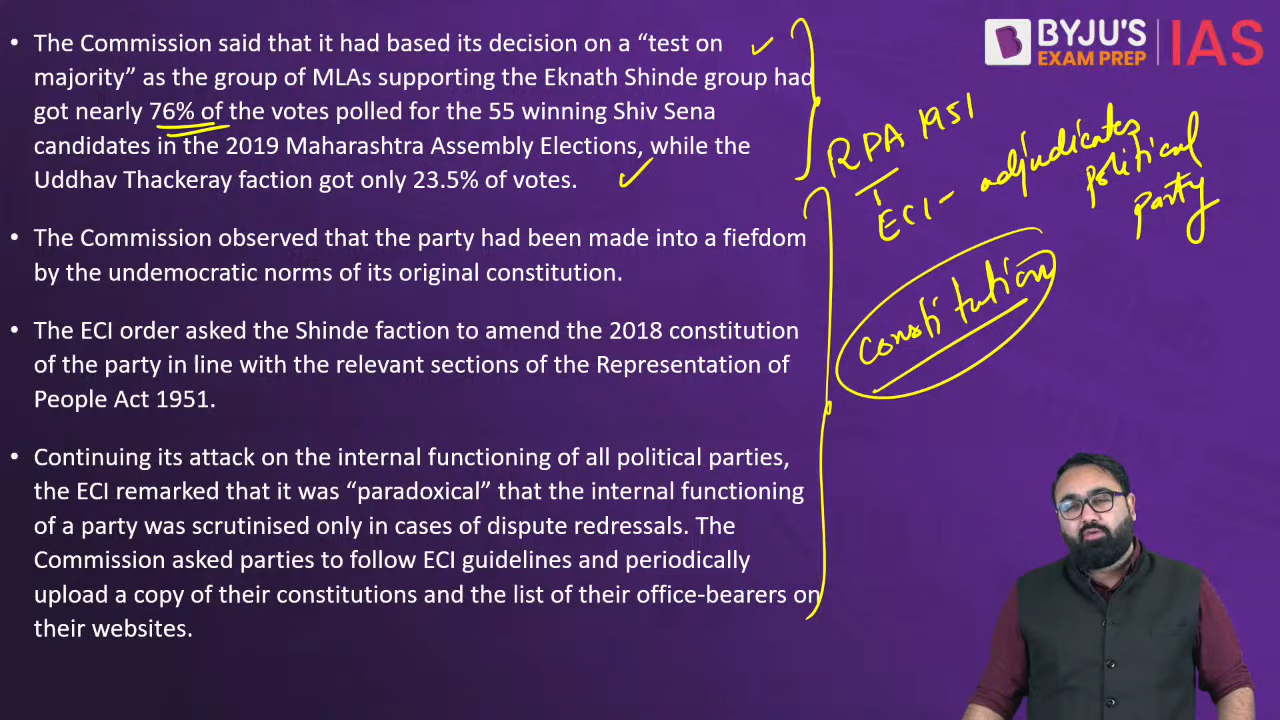 • The Commission said that it had based its decision on a “test on
majority” as the group of MLAs supporting the Eknath Shinde group had
got nearly 76% of the votes polled for the 55 winning Shiv Sena
candidates in the 2019 Maharashtra Assembly Elections, while the
Uddhav Thackeray faction got only 23.5% of votes.
• The Commission observed that the party had been made into a fiefdom
by the undemocratic norms of its original constitution.
• The ECI order asked the Shinde faction to amend the 2018 constitution
of the party in line with the relevant sections of the Representation of
People Act 1951.
• Continuing its attack on the internal functioning of all political parties,
the ECI remarked that it was “paradoxical” that the internal functioning
of a party was scrutinised only in cases of dispute redressals. The
Commission asked parties to follow ECI guidelines and periodically
upload a copy of their constitutions and the list of their office-bearers on
their websites.
BYJU'S
EXAM PREP
IAS
RPA 1951
ECI - adjudicates
political
party
constitution